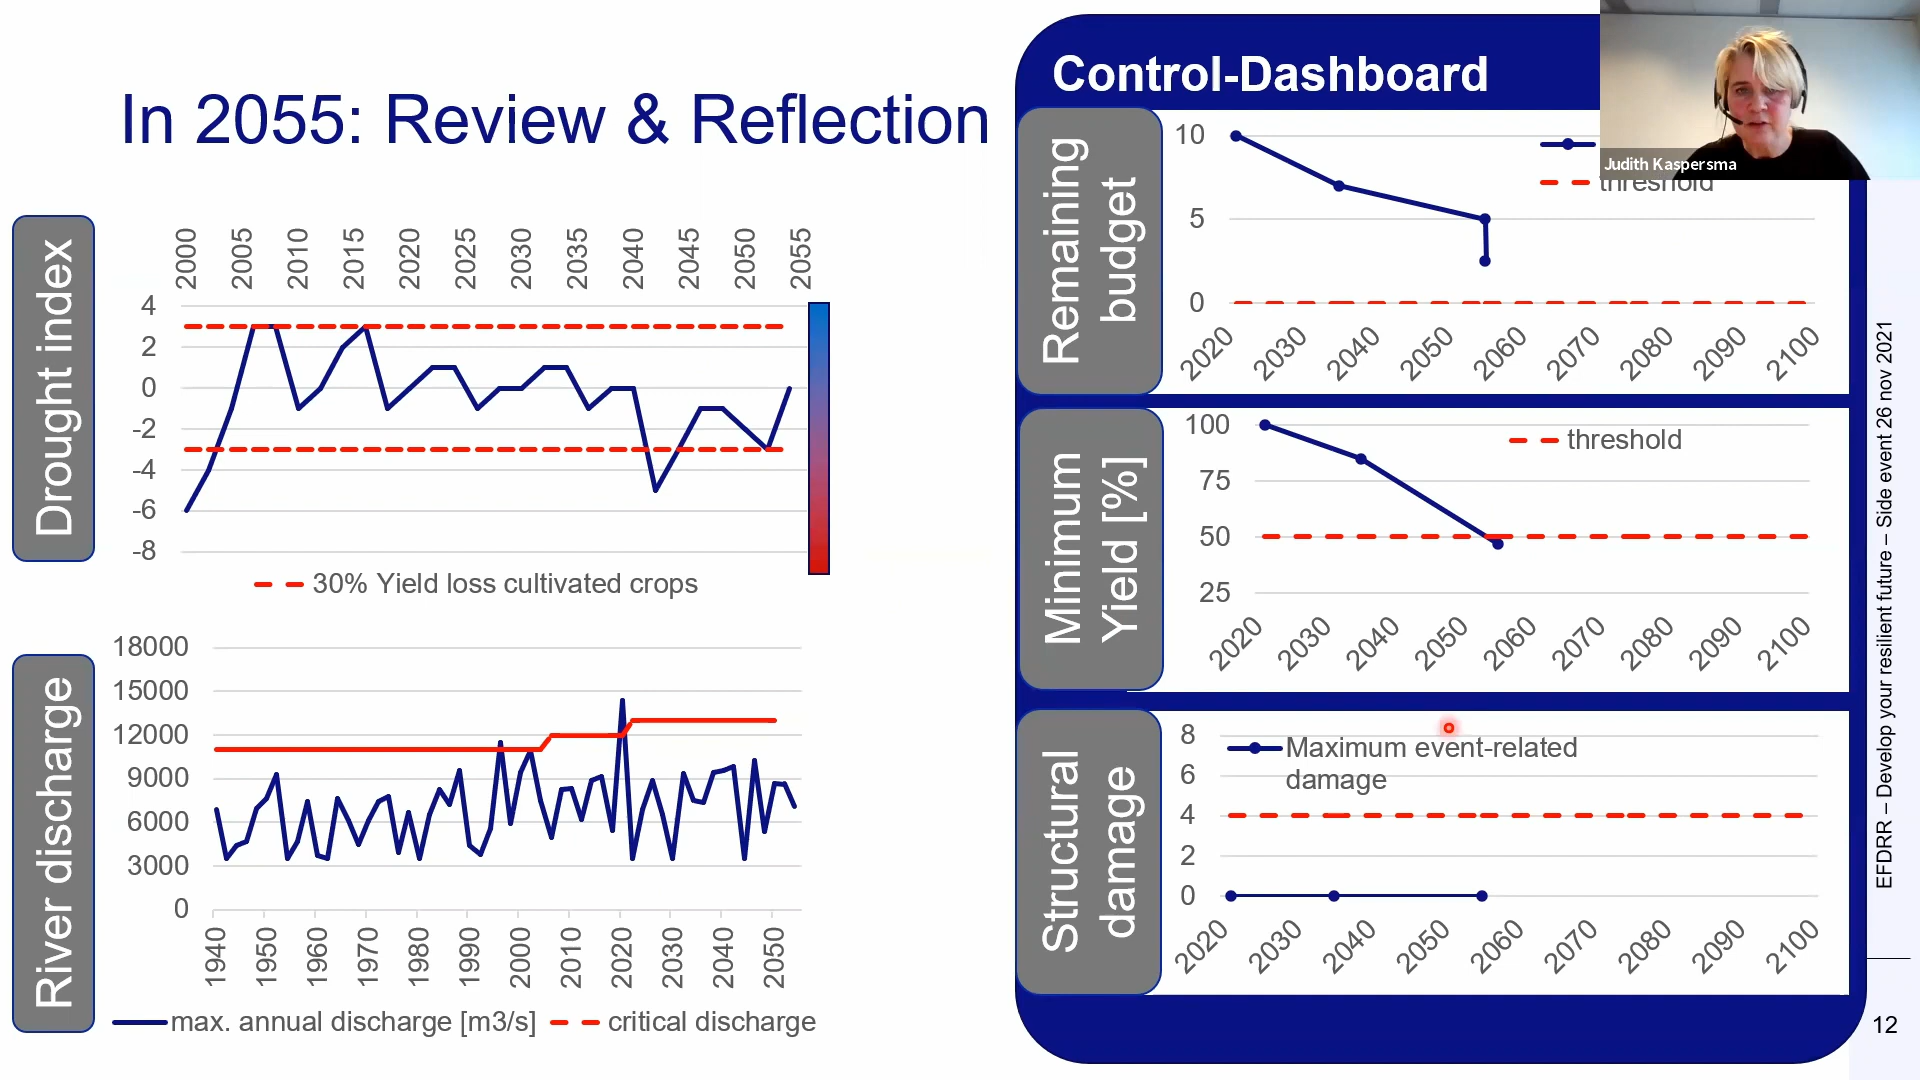 In 2055: Review & Reflection
Drought index
2000 2005 2010 2015 2020 2025 2030 2035 2040 2045 2050 2055
4
2
0
-2
-4
-6
-8
30% Yield loss cultivated crops
River discharge
18000
15000
12000
9000
6000
3000
0
1940 1950 1960 1970 1980 1990 2000 2010 2020 2030 2040 2050
max. annual discharge [m3/s] critical discharge
Control-Dashboard
Remaining
budget
10
5
0
threshold
2020 2030 2040 2050 2060 2070 2080 2090 2100
Minimum
Yield [%]
100
75
50
25
threshold
2020 2030 2040 2050 2060 2070 2080 2090 2100
Structural
damage
8
6
4
2
0
Maximum event-related
damage
2020 2030 2040 2050 2060 2070 2080 2090 2100
Judith Kaspersma
EFDRR – Develop your resilient future – Side event 26 nov 2021
12